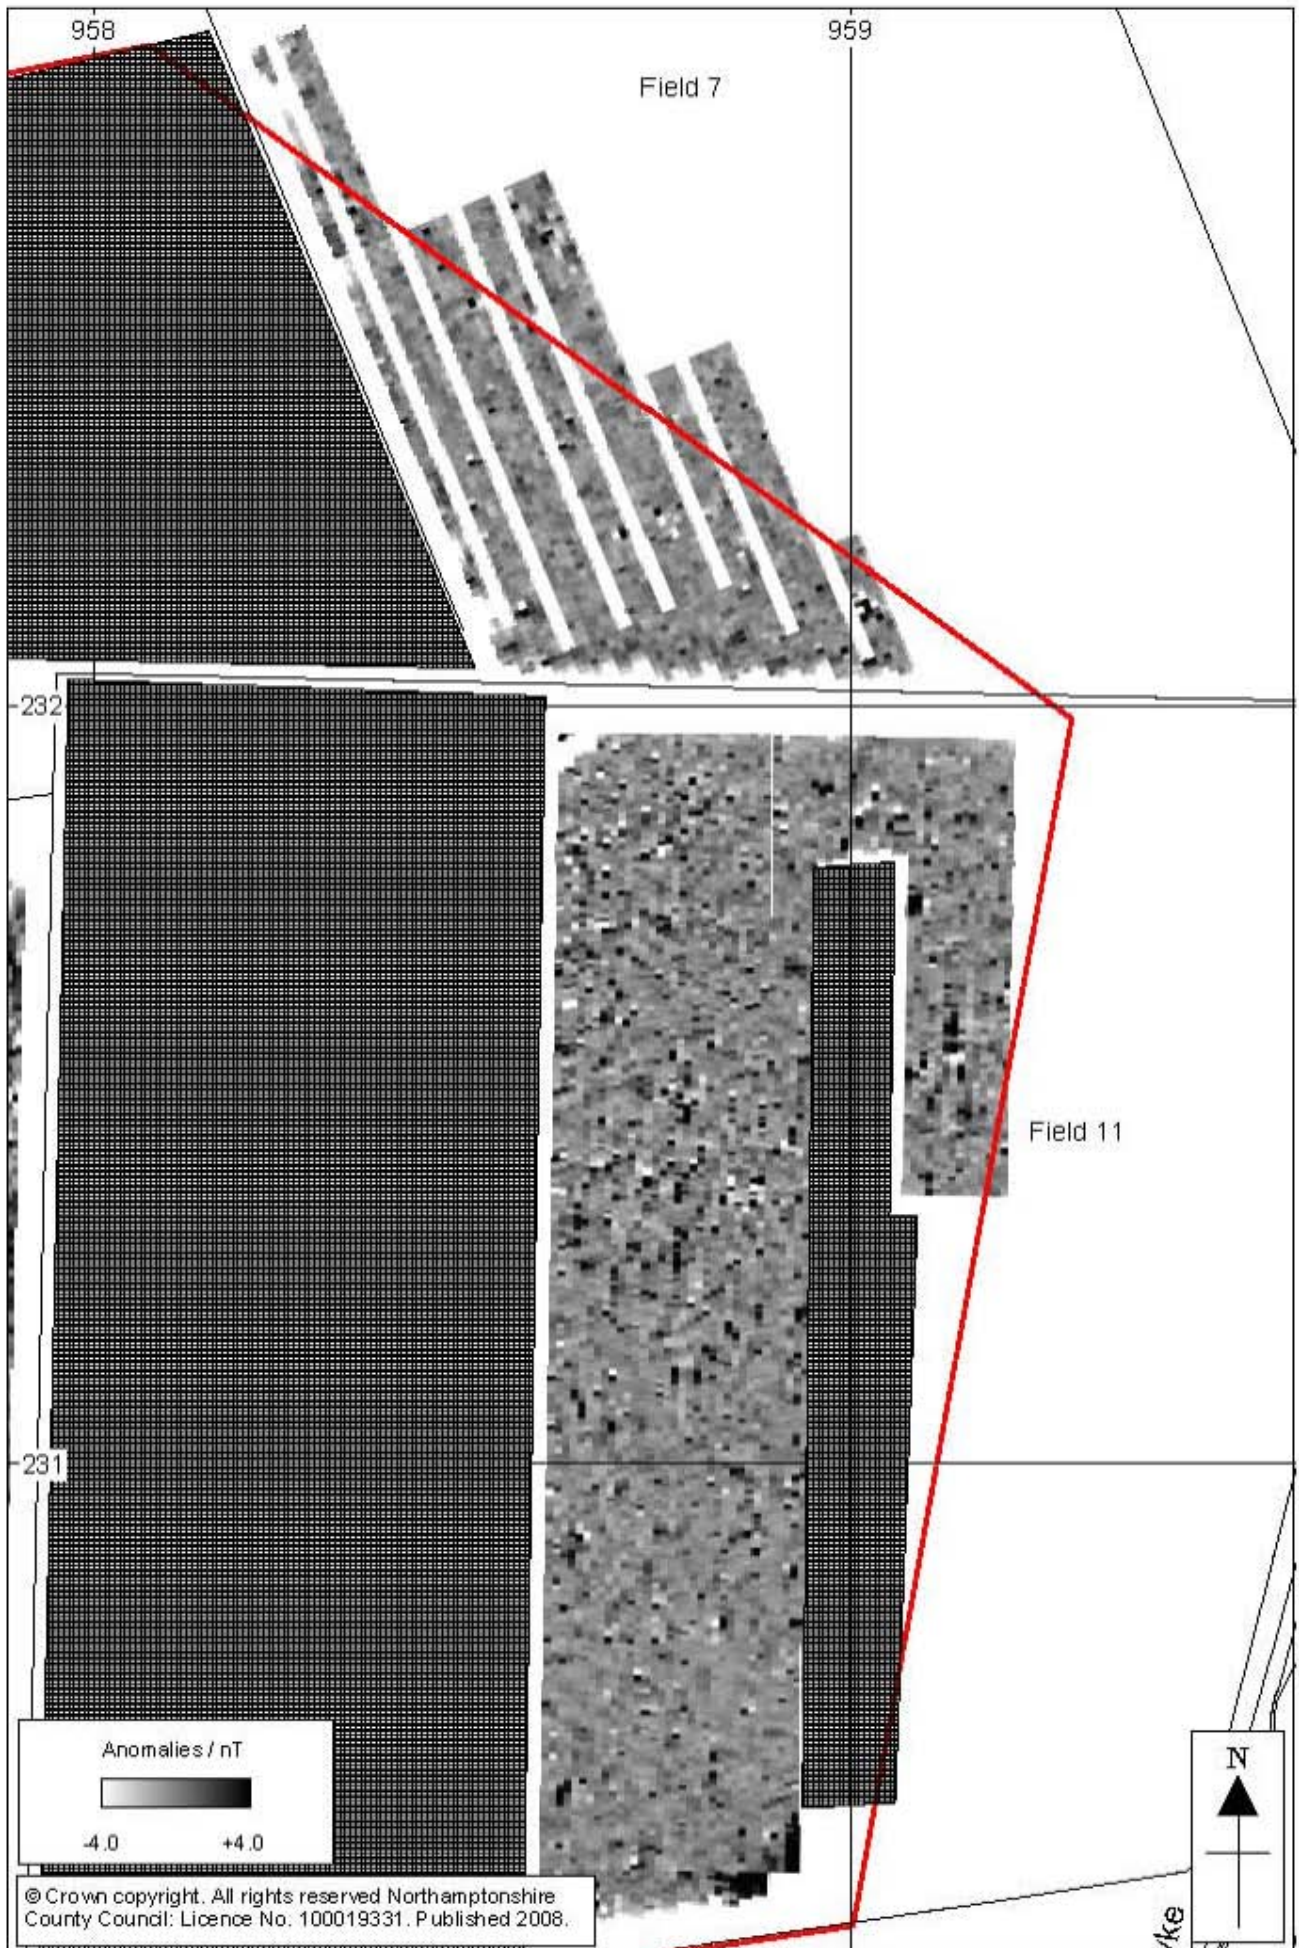 958
959
Field 7
232
Field 11
231
Anomalies / nT
-4.0 +4.0
N
© Crown copyright. All rights reserved Northamptonshire
County Council: Licence No. 100019331. Published 2008.